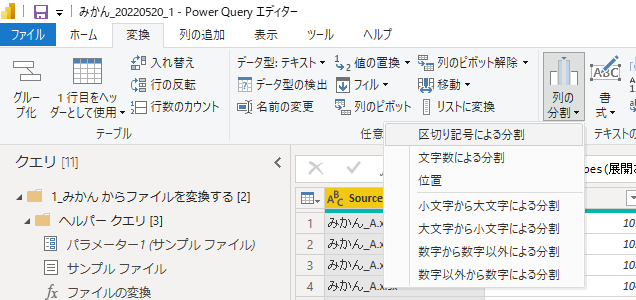 みかん_20220520_1 - Power Query エディター
ファイル ホーム 変換 列の追加 表示 ツール ヘルプ
グループ化
1 行目をヘッダーとして使用
入れ替え
行の反転
行数のカウント
テーブル
データ型: テキスト
データ型の検出
名前の変更
値の置換
フィル
列のピボット
列のピボット解除
移動
リストに変換
任意
列の分割
書式
テキストの
区切り記号による分割
文字数による分割
位置
小文字から大文字による分割
大文字から小文字による分割
数字から数字以外による分割
数字以外から数字による分割
クエリ [11]
1_みかん からファイルを変換する [2]
ヘルパー クエリ [3]
パラメーター1 (サンプル ファイル)
サンプル ファイル
ファイルの変換
Source
1 みかん_A.x
2 みかん_A.x
3 みかん_A.x
4 みかん_A.xlsx